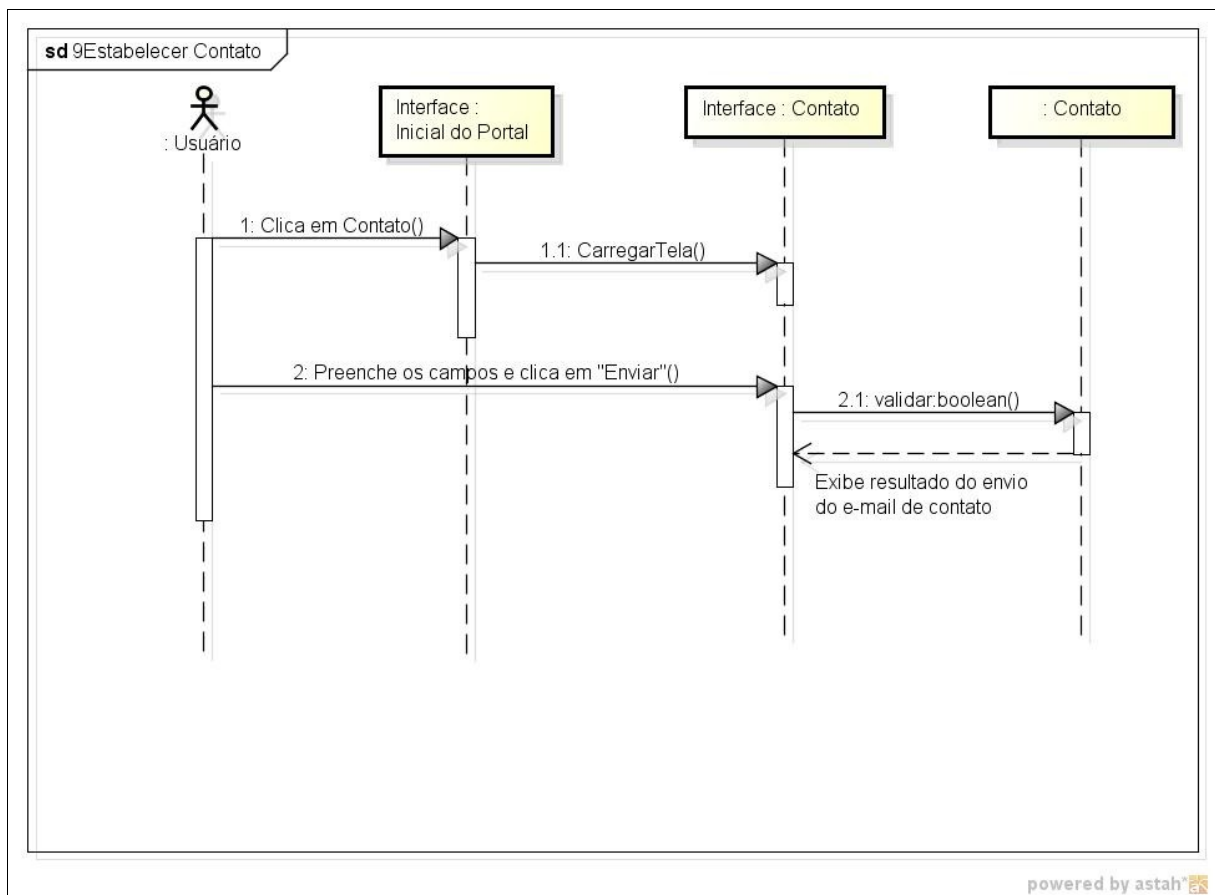 sd 9Estabelecer Contato
: Usuário
Interface :
Inicial do Portal
Interface : Contato
: Contato
1: Clica em Contato()
1.1: CarregarTela()
2: Preenche os campos e clica em "Enviar"()
2.1: validar:boolean()
Exibe resultado do envio
do e-mail de contato
powered by astah*